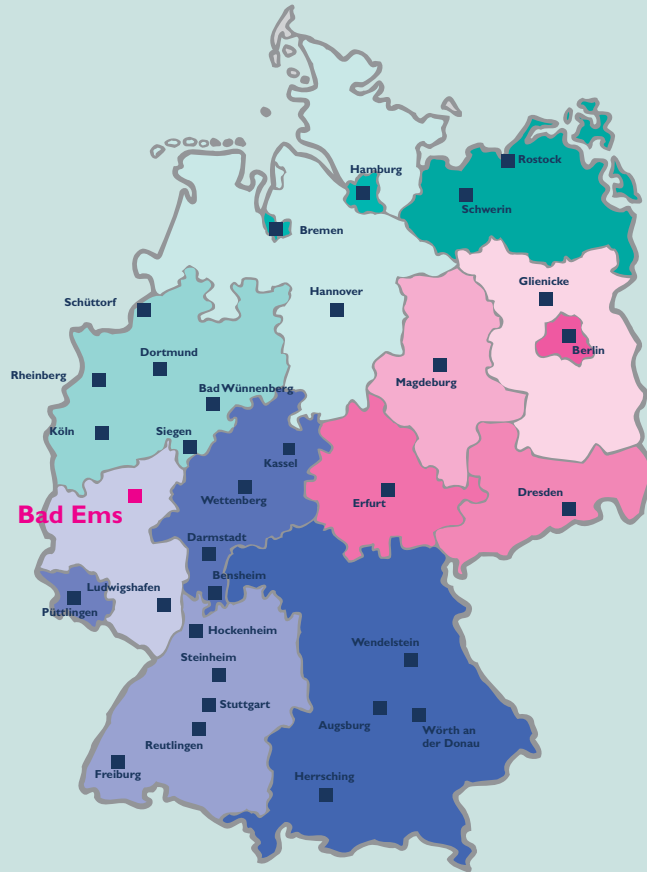 Rostock
Hamburg
Schwerin
Bremen
Glienicke
Hannover
Schüttorf
Berlin
Dortmund
Rheinberg
Magdeburg
Bad Wünnenberg
Köln
Siegen
Kassel
Wettenberg
Erfurt
Dresden
Bad Ems
Darmstadt
Bensheim
Ludwigshafen
Püttlingen
Hockenheim
Wendelstein
Steinheim
Stuttgart
Augsburg
Wörth an
der Donau
Reutlingen
Freiburg
Herrsching